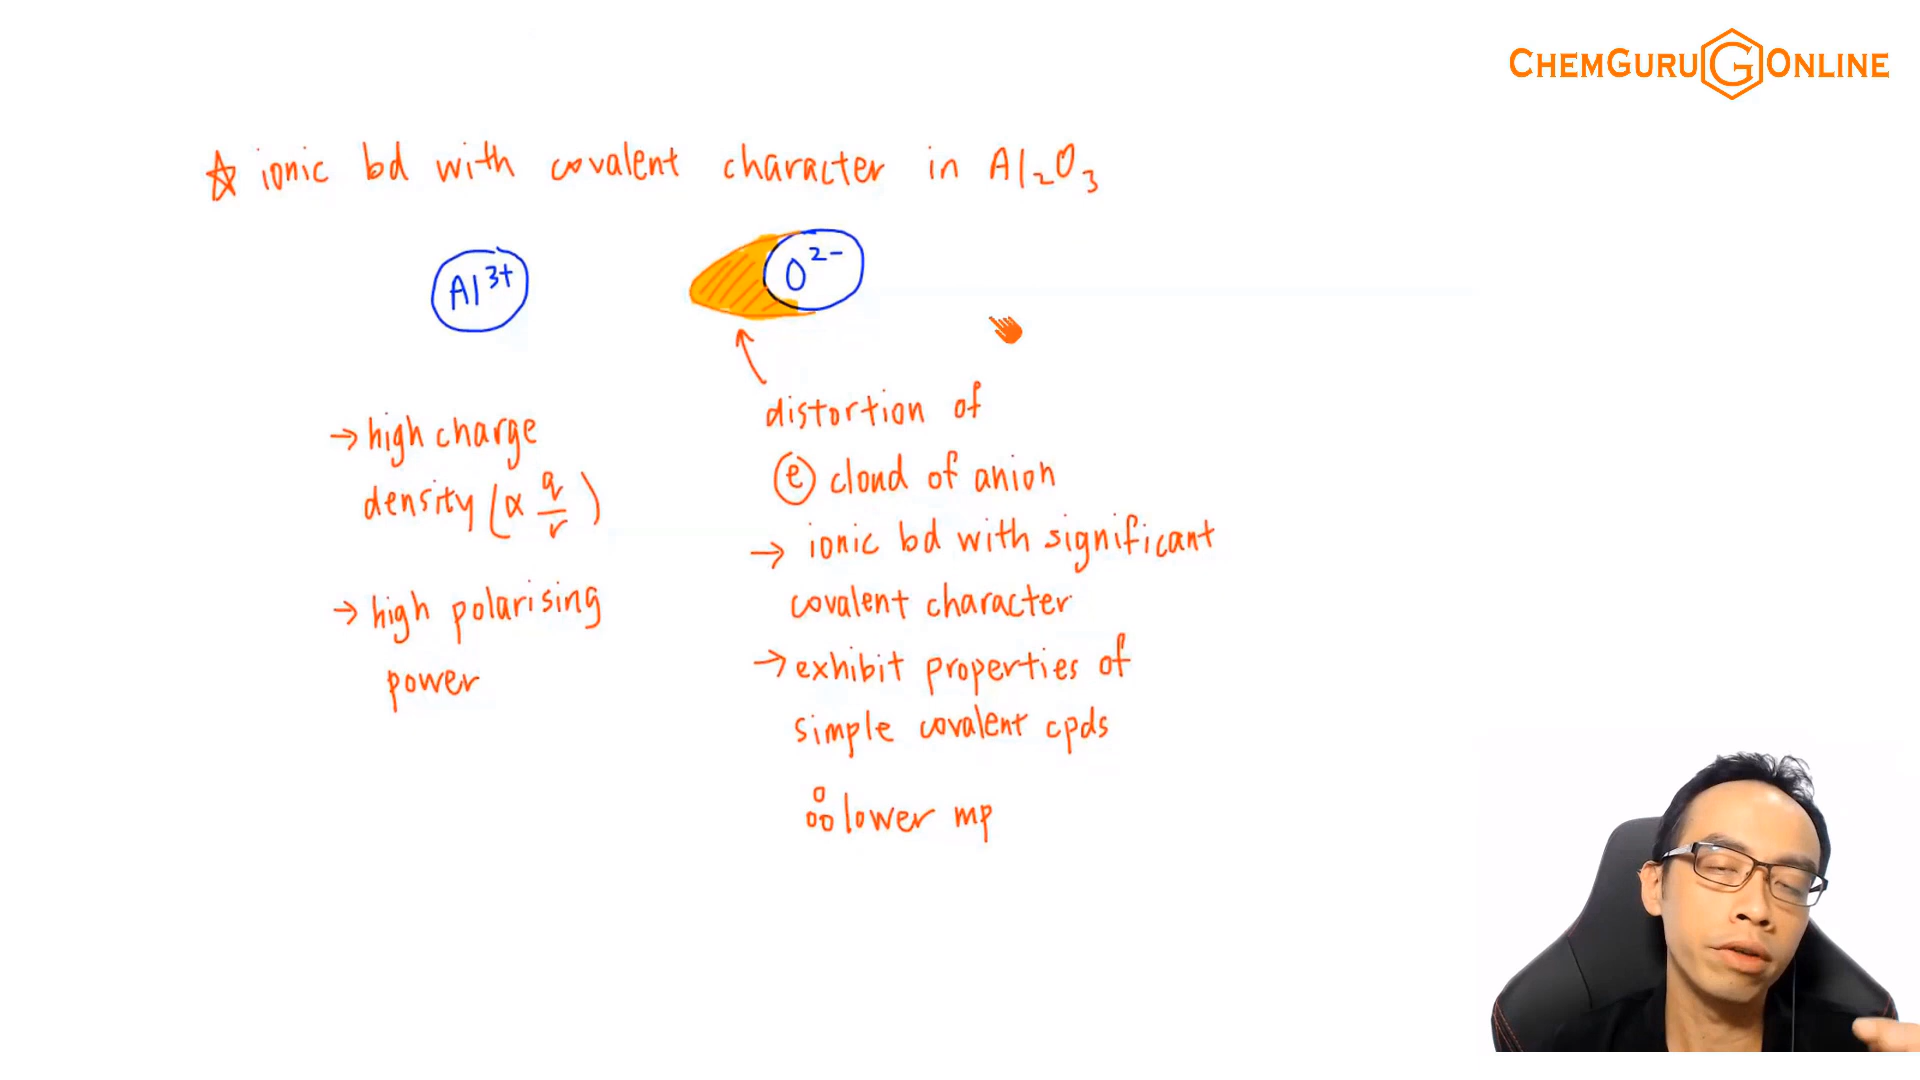 CHEMGURU G ONLINE
☆ ionic bd with covalent character in Al₂O₃
Al³⁺
O²⁻
→ high charge
density (α q/r)
→ high polarising
power
distortion of
ⓔ cloud of anion
→ ionic bd with significant
covalent character
→ exhibit properties of
simple covalent cpds
∴ lower mp